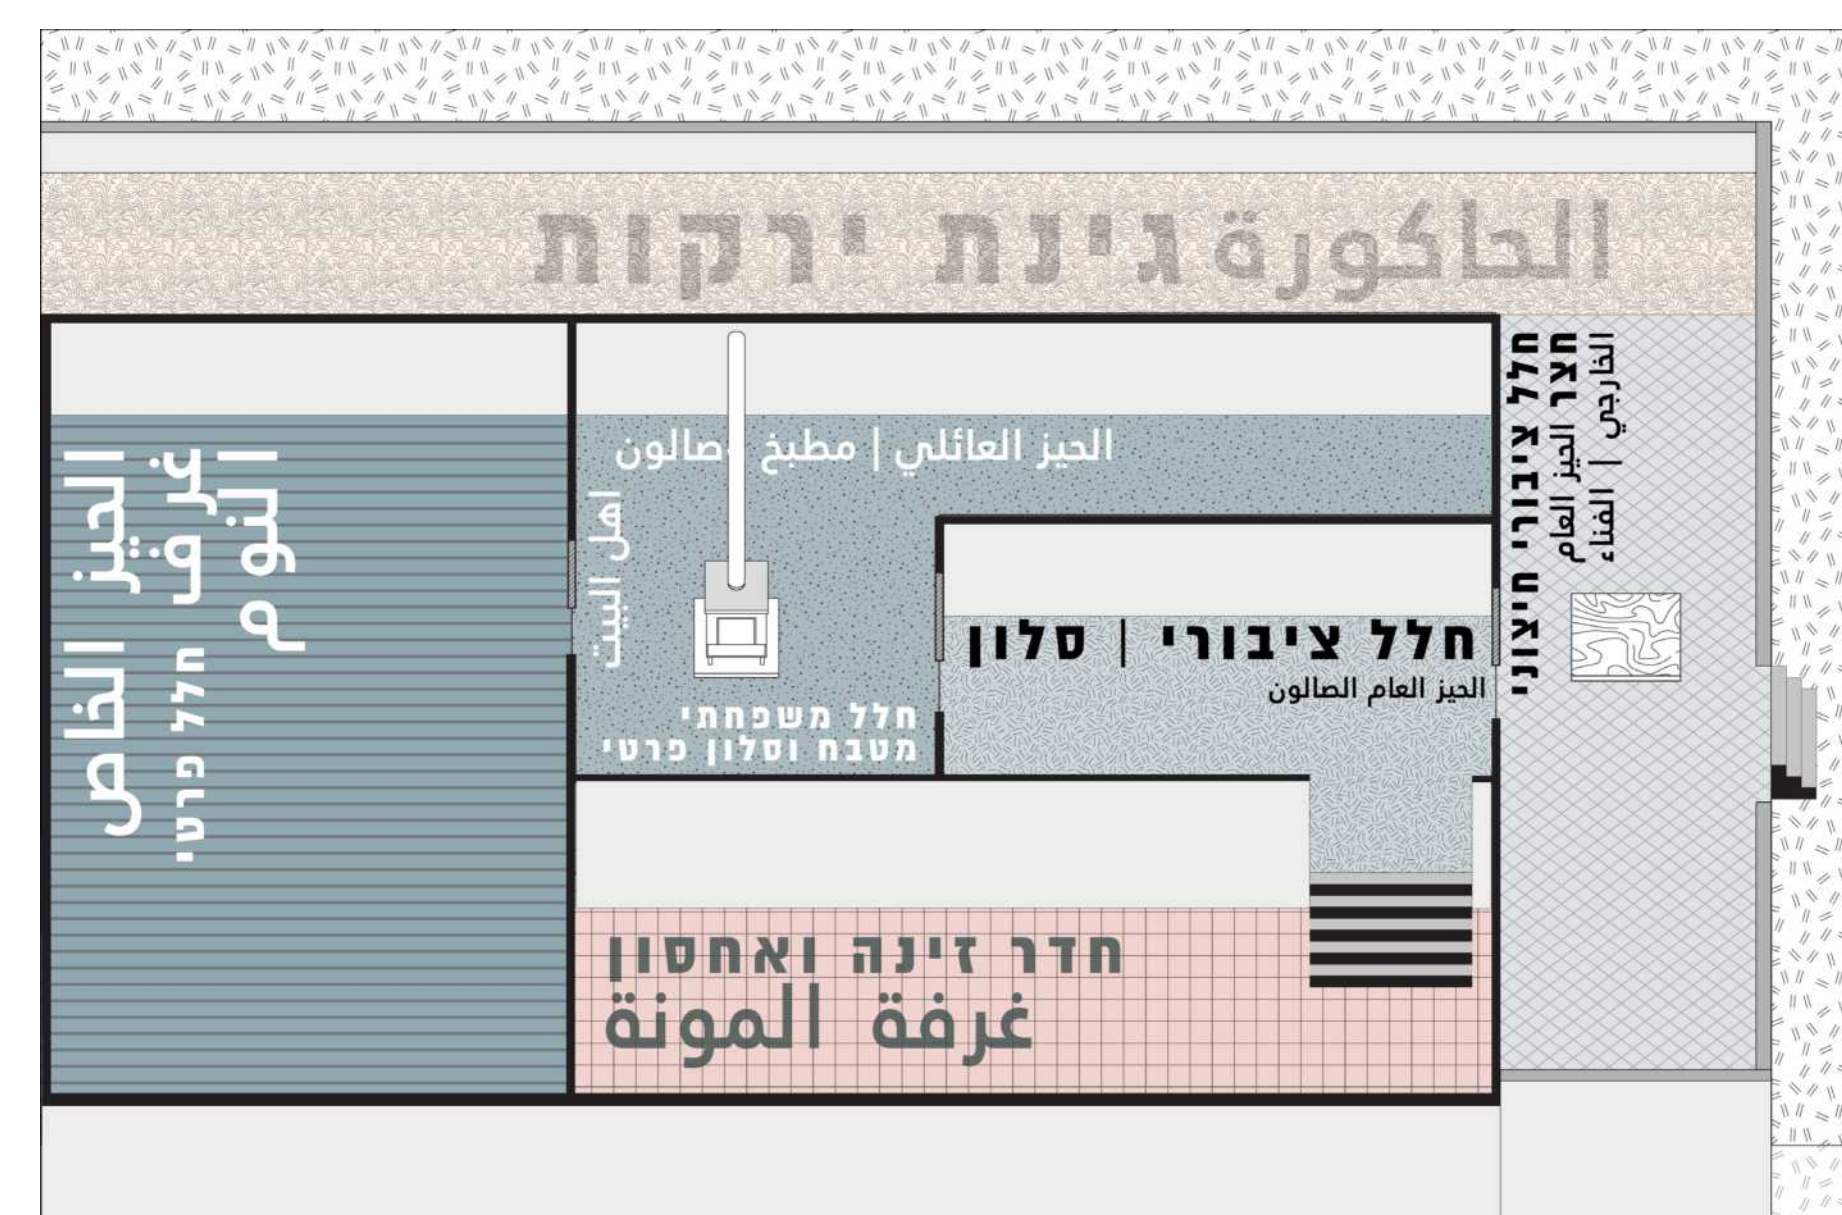 الحاكورة גינת ירקות
חלל ציבורי חיצוני
חצר الحيز العام
الخارجي | الفناء
الحيز العائلي | مطبخ صالون
اهل البيت
חלל משפחתי
מטבח וסלון פרטי
חלל ציבורי | סלון
الحيز العام الصالون
الحيز الخاص
غرف חלל פרטי
النوم
חדר זינה ואחסון
غرفة المونة